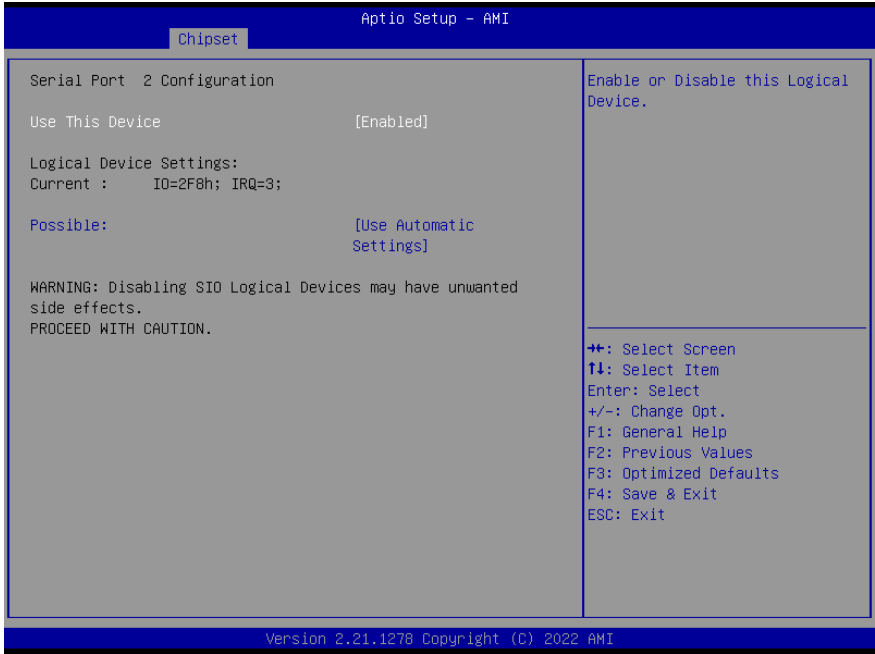 Aptio Setup – AMI
Chipset
Serial Port  2 Configuration
Use This Device [Enabled]
Logical Device Settings:
Current :     IO=2F8h; IRQ=3;
Possible: [Use Automatic
Settings]
WARNING: Disabling SIO Logical Devices may have unwanted
side effects.
PROCEED WITH CAUTION.
Enable or Disable this Logical
Device.
→←: Select Screen
↑↓: Select Item
Enter: Select
+/-: Change Opt.
F1: General Help
F2: Previous Values
F3: Optimized Defaults
F4: Save & Exit
ESC: Exit
Version 2.21.1278 Copyright (C) 2022 AMI